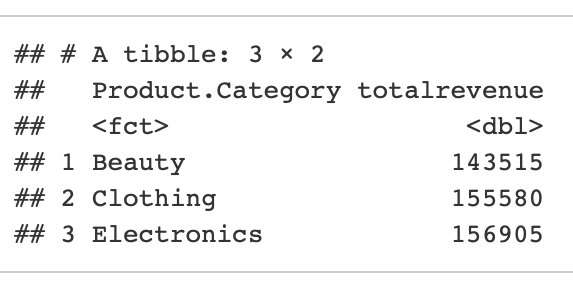 ## # A tibble: 3 × 2
##   Product.Category totalrevenue
##   <fct>                   <dbl>
## 1 Beauty                 143515
## 2 Clothing               155580
## 3 Electronics            156905